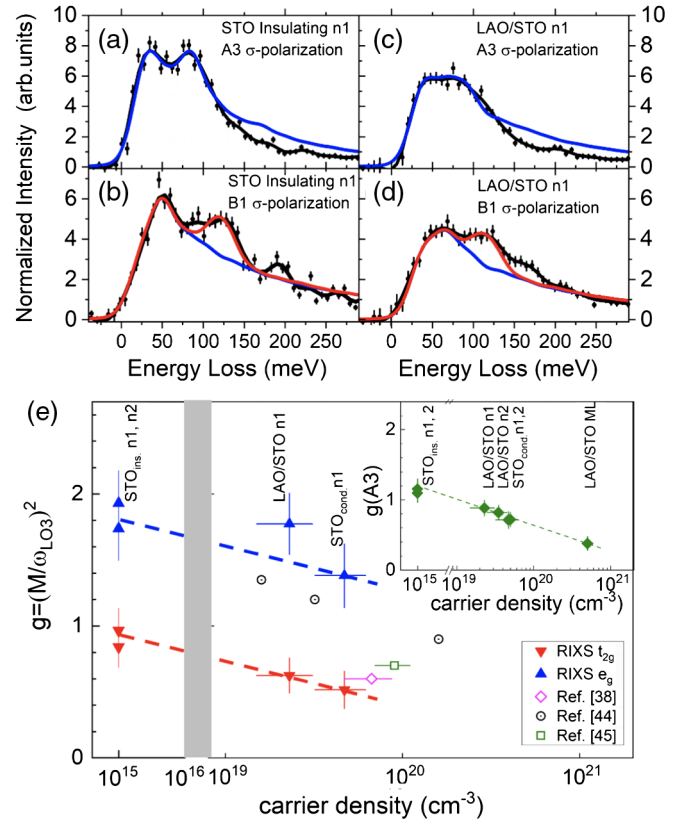 (a)
STO Insulating n1
A3 σ-polarization
(c)
LAO/STO n1
A3 σ-polarization
10
8
6
4
2
0
10
8
6
4
2
0
(b)
STO Insulating n1
B1 σ-polarization
(d)
LAO/STO n1
B1 σ-polarization
6
4
2
0
6
4
2
0
Normalized Intensity (arb.units)
0 50 100 150 200 250
0 50 100 150 200 250
Energy Loss (meV)
Energy Loss (meV)
(e)
STOins. n1, n2
LAO/STO n1
STOcond.n1
g=(M/ωLO3)²
2
1
0
10¹⁵ 10¹⁶ 10¹⁹ 10²⁰ 10²¹
carrier density (cm⁻³)
STOins. n1, 2
LAO/STO n1
LAO/STO n2
STOcond.n1,2
LAO/STO ML
g(A3)
2
1
0
10¹⁵ 10¹⁹ 10²⁰ 10²¹
carrier density (cm⁻³)
RIXS t2g
RIXS eg
Ref. [38]
Ref. [44]
Ref. [45]